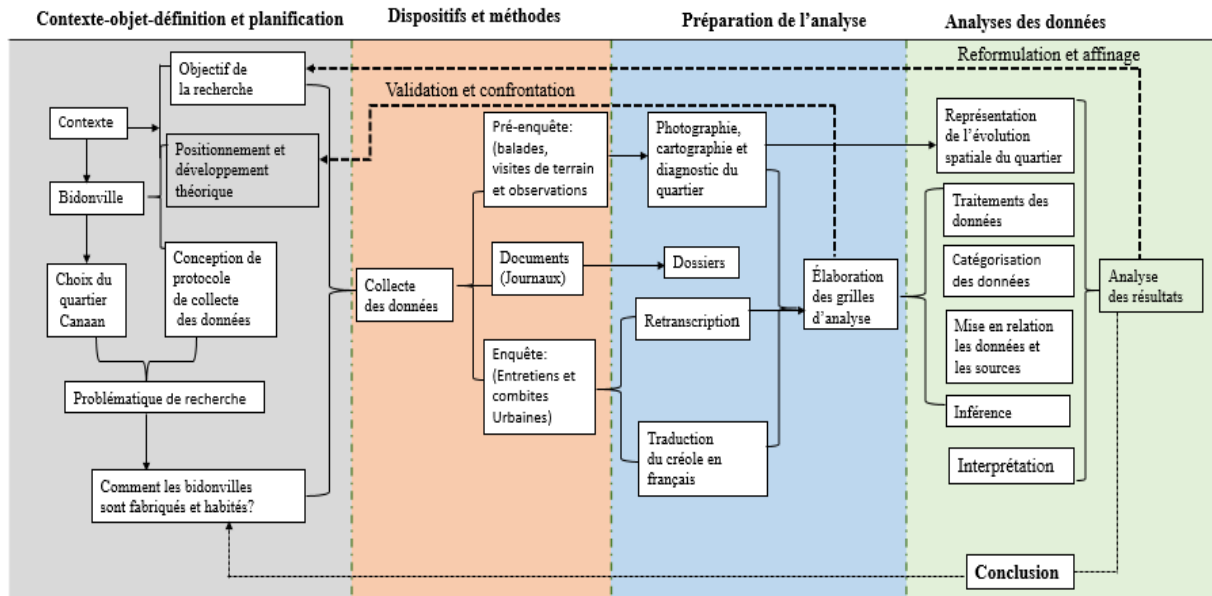 Contexte-objet-définition et planification
Dispositifs et méthodes
Préparation de l'analyse
Analyses des données
Objectif de
la recherche
Contexte
Positionnement et
développement
théorique
Bidonville
Choix du
quartier
Canaan
Conception de
protocole
de collecte
des données
Problématique de recherche
Comment les bidonvilles
sont fabriqués et habités?
Validation et confrontation
Pré-enquête:
(balades,
visites de terrain
et observations
Documents
(Journaux)
Collecte
des données
Enquête:
(Entretiens et
combites
Urbaines)
Photographie,
cartographie et
diagnostic du
quartier
Dossiers
Retranscription
Élaboration
des grilles
d'analyse
Traduction
du créole en
français
Reformulation et affinage
Représentation
de l'évolution
spatiale du quartier
Traitements des
données
Catégorisation
des données
Mise en relation
les données et
les sources
Inférence
Interprétation
Analyse
des résultats
Conclusion